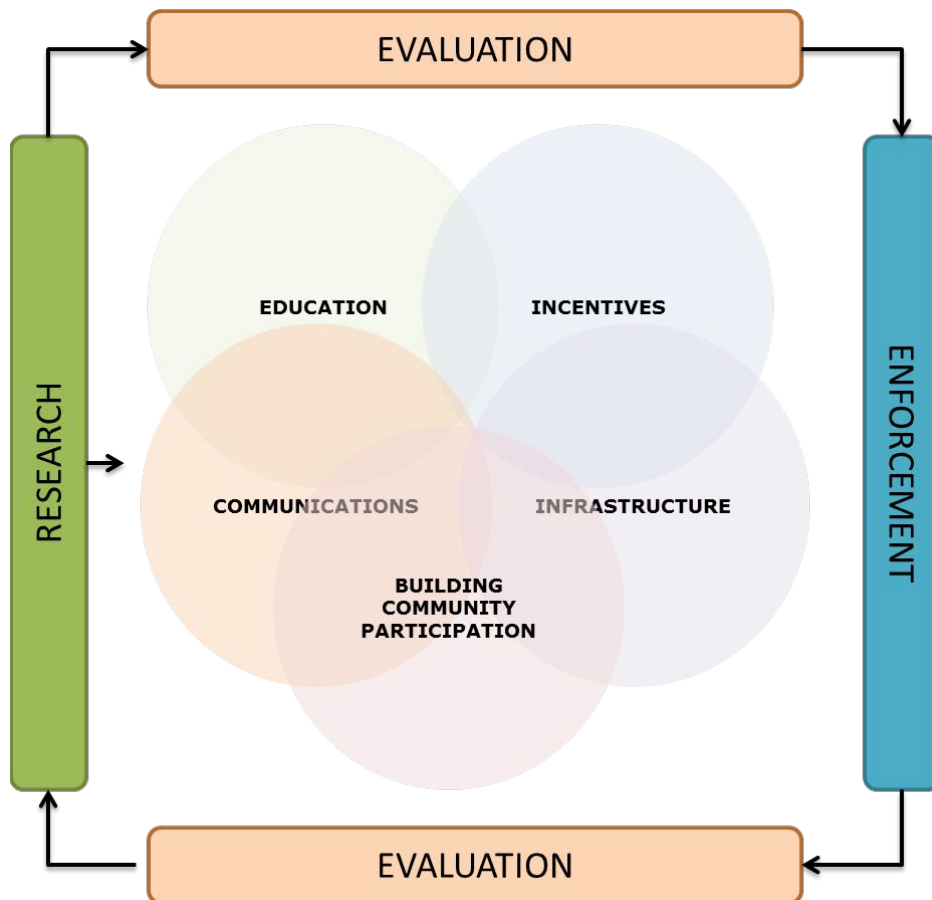 EVALUATION
EDUCATION
INCENTIVES
RESEARCH
ENFORCEMENT
COMMUNICATIONS
INFRASTRUCTURE
BUILDING
COMMUNITY
PARTICIPATION
EVALUATION